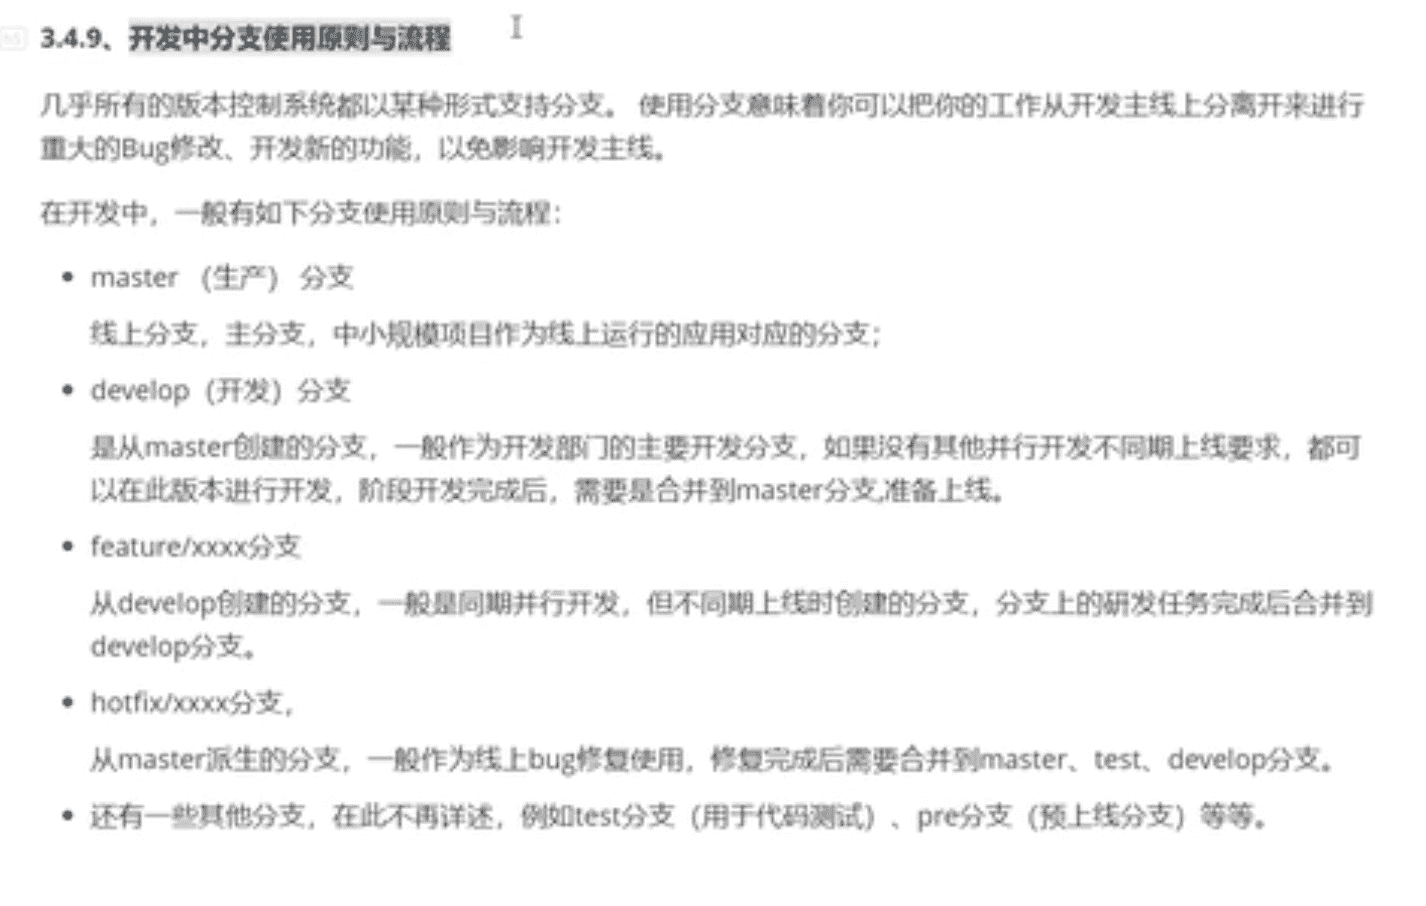 h5
3.4.9、开发中分支使用原则与流程
几乎所有的版本控制系统都以某种形式支持分支。 使用分支意味着你可以把你的工作从开发主线上分离开来进行
重大的Bug修改、开发新的功能，以免影响开发主线。
在开发中，一般有如下分支使用原则与流程：
• master （生产） 分支
线上分支，主分支，中小规模项目作为线上运行的应用对应的分支；
• develop（开发）分支
是从master创建的分支，一般作为开发部门的主要开发分支，如果没有其他并行开发不同期上线要求，都可
以在此版本进行开发，阶段开发完成后，需要是合并到master分支,准备上线。
• feature/xxxx分支
从develop创建的分支，一般是同期并行开发，但不同期上线时创建的分支，分支上的研发任务完成后合并到
develop分支。
• hotfix/xxxx分支，
从master派生的分支，一般作为线上bug修复使用，修复完成后需要合并到master、test、develop分支。
• 还有一些其他分支，在此不再详述，例如test分支（用于代码测试）、pre分支（预上线分支）等等。